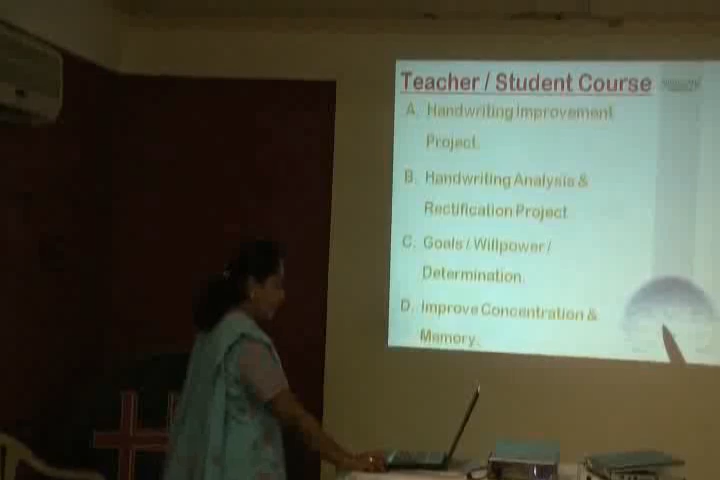 Teacher / Student Course
A. Handwriting Improvement
Project.
B. Handwriting Analysis &
Rectification Project
C. Goals / Willpower /
Determination.
D. Improve Concentration &
Memory.